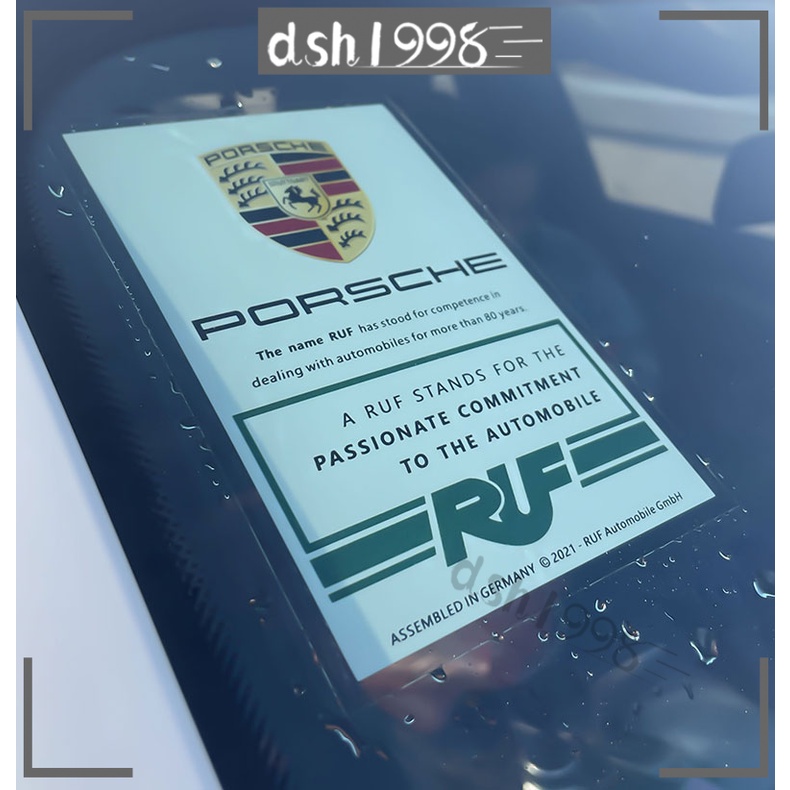 dsh1998
PORSCHE
PORSCHE
The name RUF has stood for competence in
dealing with automobiles for more than 80 years.
A RUF STANDS FOR THE
PASSIONATE COMMITMENT
TO THE AUTOMOBILE
RUF
ASSEMBLED IN GERMANY © 2021 - RUF Automobile GmbH
dsh1998